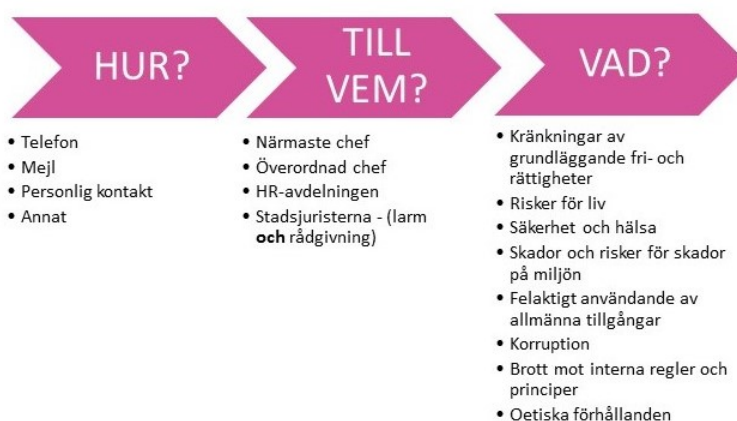 HUR?
• Telefon
• Mejl
• Personlig kontakt
• Annat
TILL
VEM?
• Närmaste chef
• Överordnad chef
• HR-avdelningen
• Stadsjuristerna - (larm
och rådgivning)
VAD?
• Kränkningar av
grundläggande fri- och
rättigheter
• Risker för liv
• Säkerhet och hälsa
• Skador och risker för skador
på miljön
• Felaktigt användande av
allmänna tillgångar
• Korruption
• Brott mot interna regler och
principer
• Oetiska förhållanden